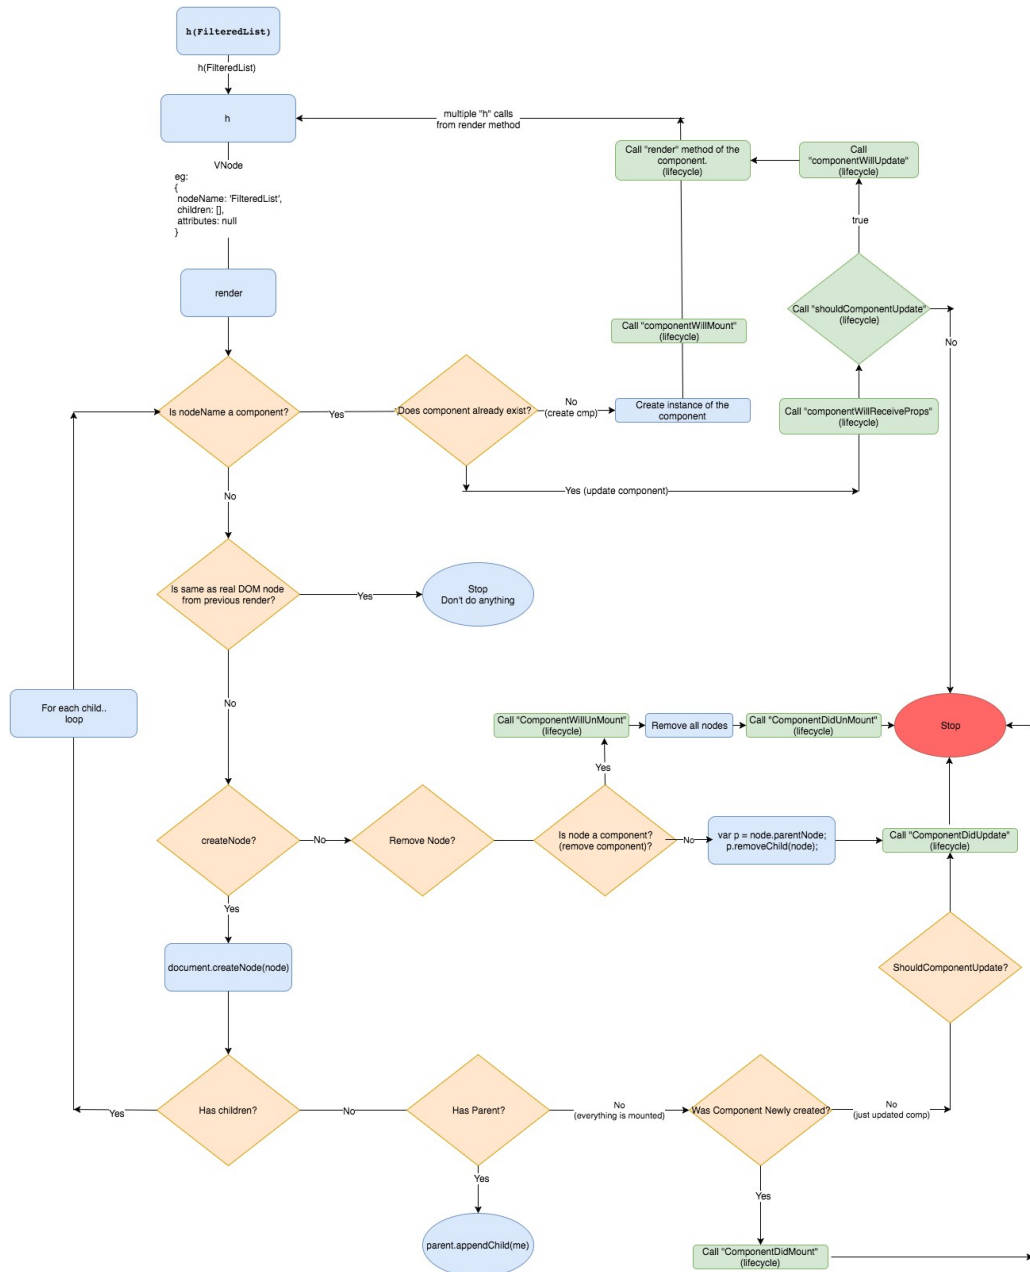 h(FilteredList)
h(FilteredList)
h
multiple "h" calls
from render method
Call "render" method of the
component.
(lifecycle)
Call
"componentWillUpdate"
(lifecycle)
VNode
eg:
{
nodeName: 'FilteredList',
children: [],
attributes: null
}
true
render
Call "shouldComponentUpdate"
(lifecycle)
Call "componentWillMount"
(lifecycle)
No
Is nodeName a component?
Yes
Does component already exist?
No
(create cmp)
Create instance of the
component
Call "componentWillReceiveProps"
(lifecycle)
Yes (update component)
No
Is same as real DOM node
from previous render?
Yes
Stop
Don't do anything
No
For each child..
loop
Call "ComponentWillUnMount"
(lifecycle)
Remove all nodes
Call "ComponentDidUnMount"
(lifecycle)
Stop
Yes
createNode?
No
Remove Node?
Is node a component?
(remove component)?
No
var p = node.parentNode;
p.removeChild(node);
Call "ComponentDidUpdate"
(lifecycle)
Yes
document.createNode(node)
ShouldComponentUpdate?
Yes
Has children?
No
Has Parent?
No
(everything is mounted)
Was Component Newly created?
No
(just updated comp)
Yes
Yes
parent.appendChild(me)
Call "ComponentDidMount"
(lifecycle)